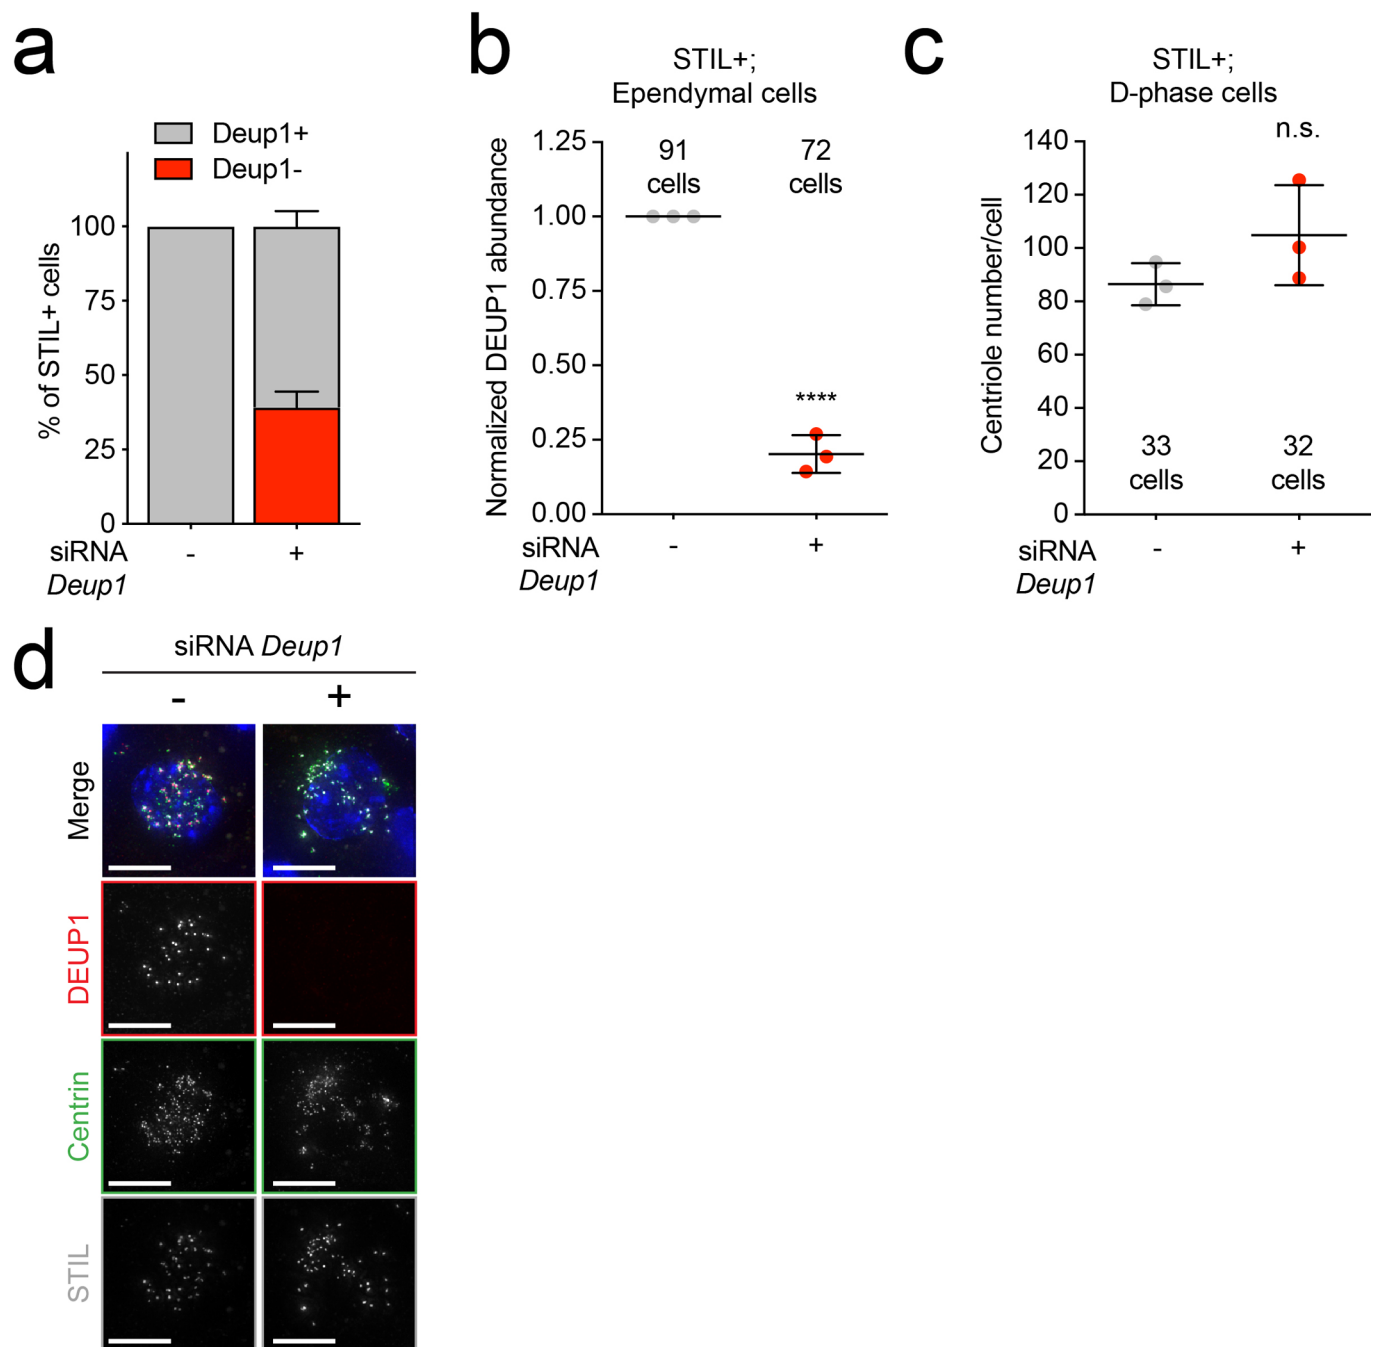 a
Deup1+
Deup1-
% of STIL+ cells
100
75
50
25
0
siRNA - +
Deup1
b
STIL+;
Ependymal cells
Normalized DEUP1 abundance
1.25
1.00
0.75
0.50
0.25
0.00
91
cells
72
cells
****
siRNA - +
Deup1
c
STIL+;
D-phase cells
n.s.
Centriole number/cell
140
120
100
80
60
40
20
0
33
cells
32
cells
siRNA - +
Deup1
d
siRNA Deup1
- +
Merge
DEUP1
Centrin
STIL